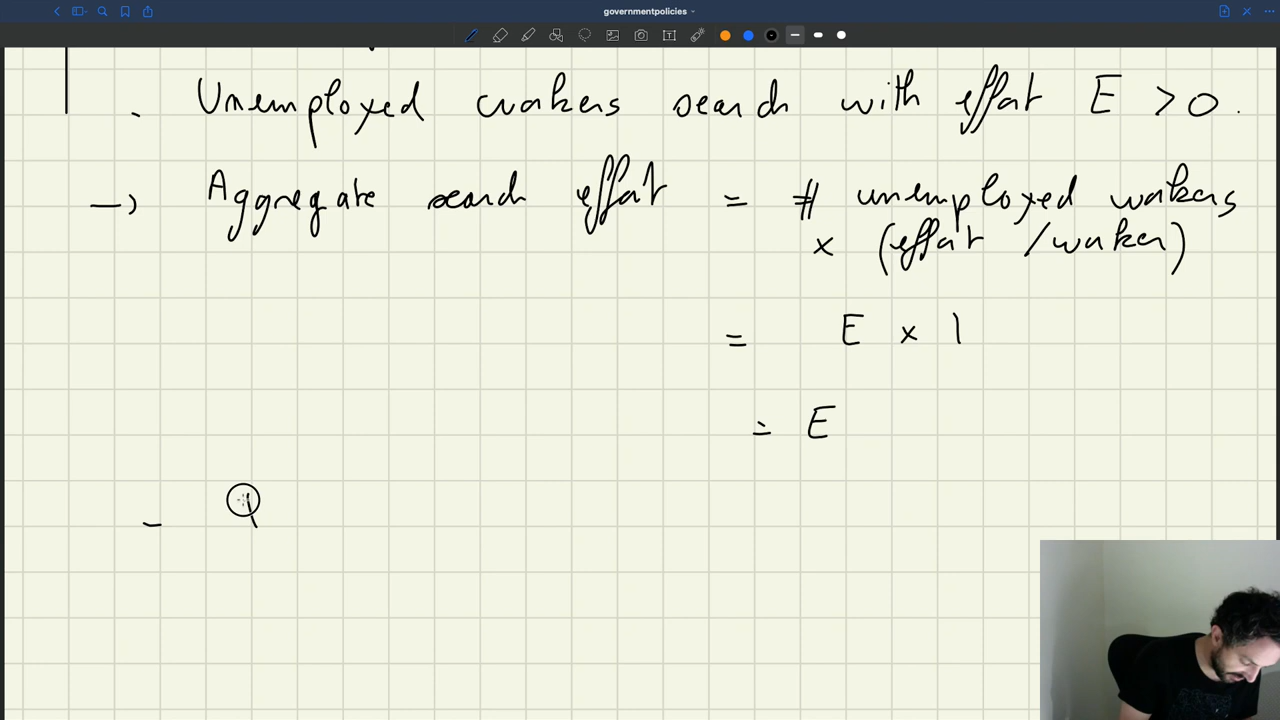 governmentpolicies
. Unemployed workers search with effort E > 0.
→ Aggregate search effort = # unemployed workers
x (effort / worker)
= E x 1
= E
-